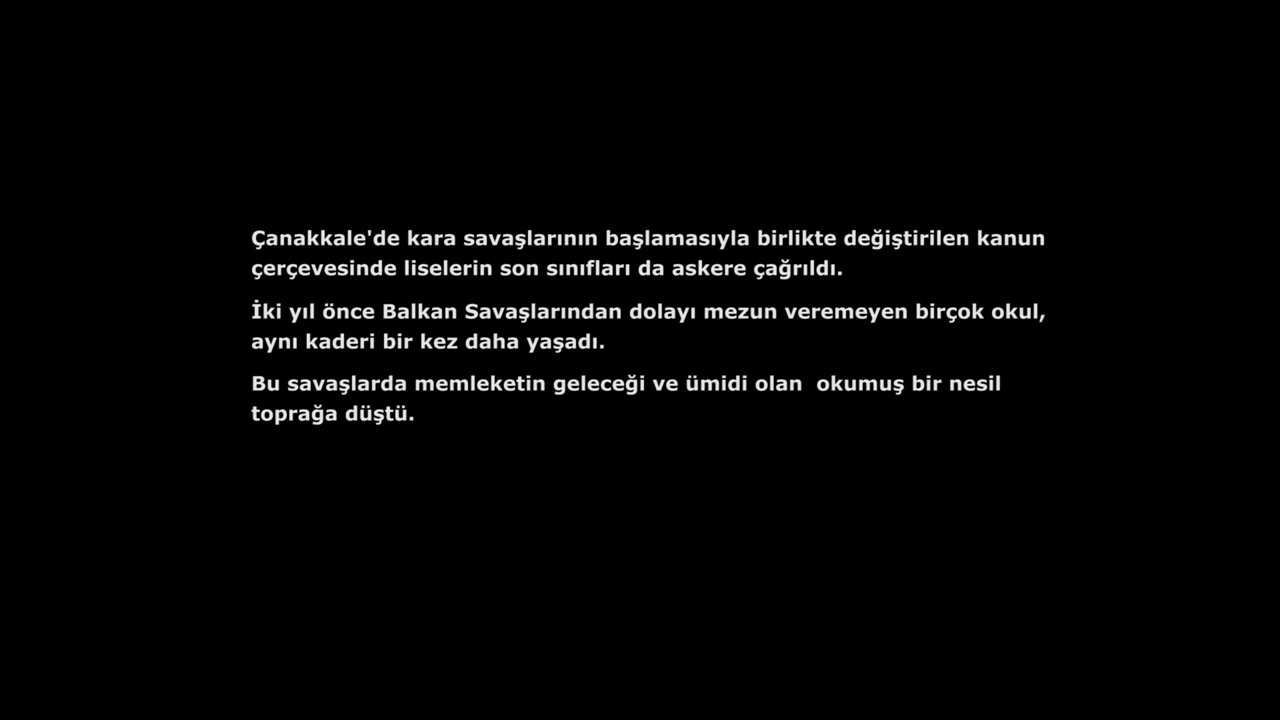 Çanakkale'de kara savaşlarının başlamasıyla birlikte değiştirilen kanun
çerçevesinde liselerin son sınıfları da askere çağrıldı.
İki yıl önce Balkan Savaşlarından dolayı mezun veremeyen birçok okul,
aynı kaderi bir kez daha yaşadı.
Bu savaşlarda memleketin geleceği ve ümidi olan  okumuş bir nesil
toprağa düştü.